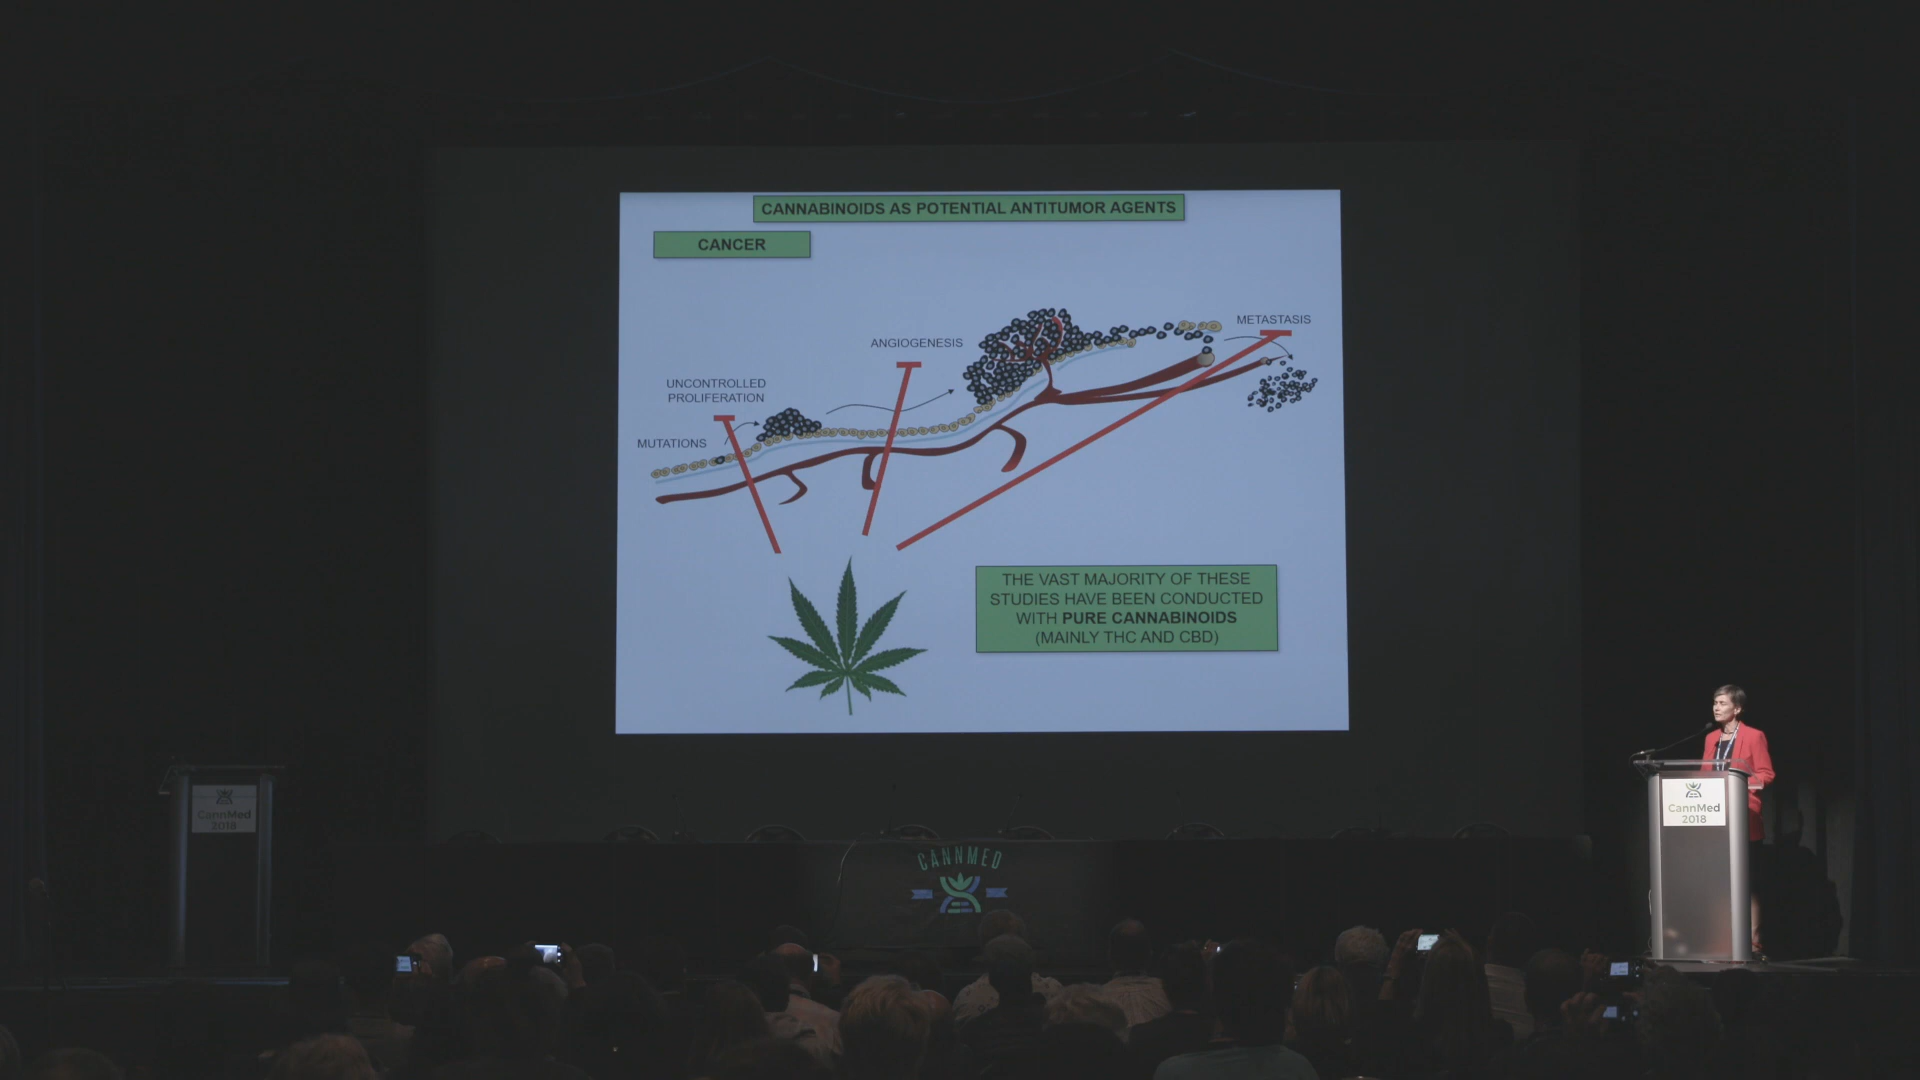 CANNABINOIDS AS POTENTIAL ANTITUMOR AGENTS
CANCER
METASTASIS
ANGIOGENESIS
UNCONTROLLED
PROLIFERATION
MUTATIONS
THE VAST MAJORITY OF THESE
STUDIES HAVE BEEN CONDUCTED
WITH PURE CANNABINOIDS
(MAINLY THC AND CBD)
CannMed
2018
CannMed
2018
CANNMED